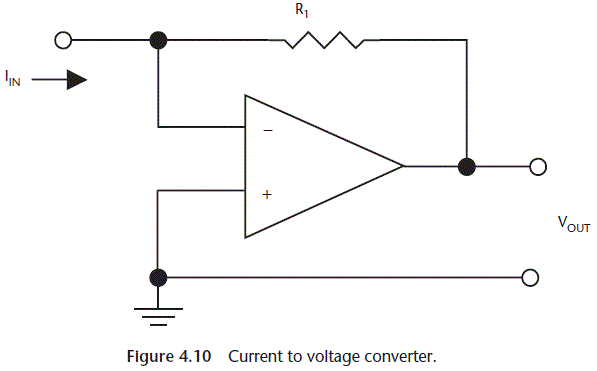 R1
IIN
−
+
VOUT
Figure 4.10 Current to voltage converter.